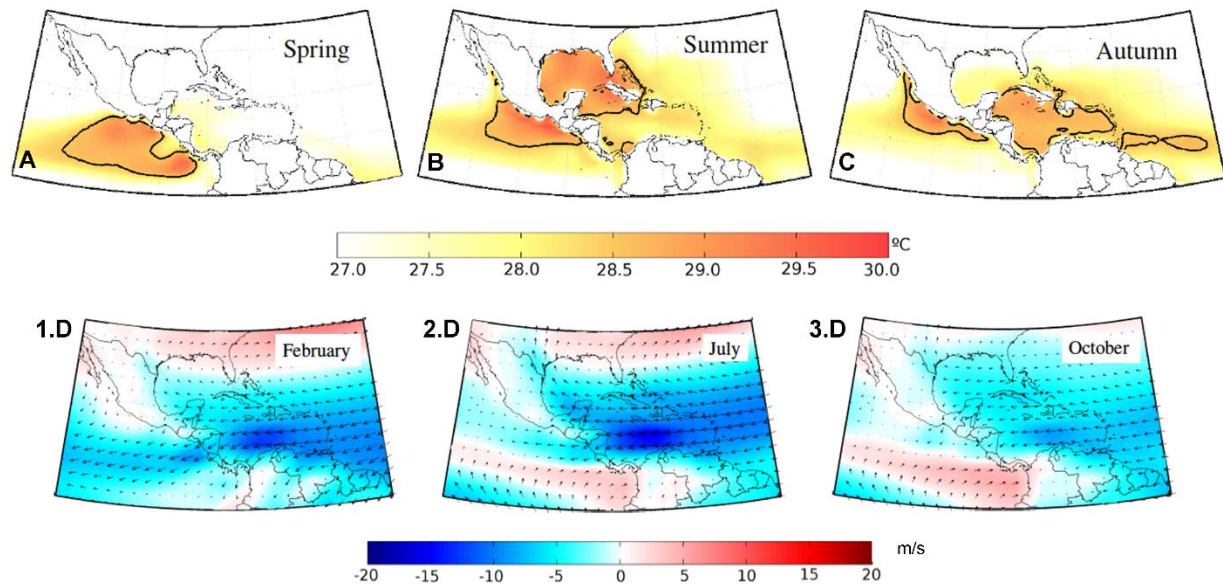 Spring
Summer
Autumn
A
B
C
ºC
27.0 27.5 28.0 28.5 29.0 29.5 30.0
1.D
2.D
3.D
February
July
October
m/s
-20 -15 -10 -5 0 5 10 15 20